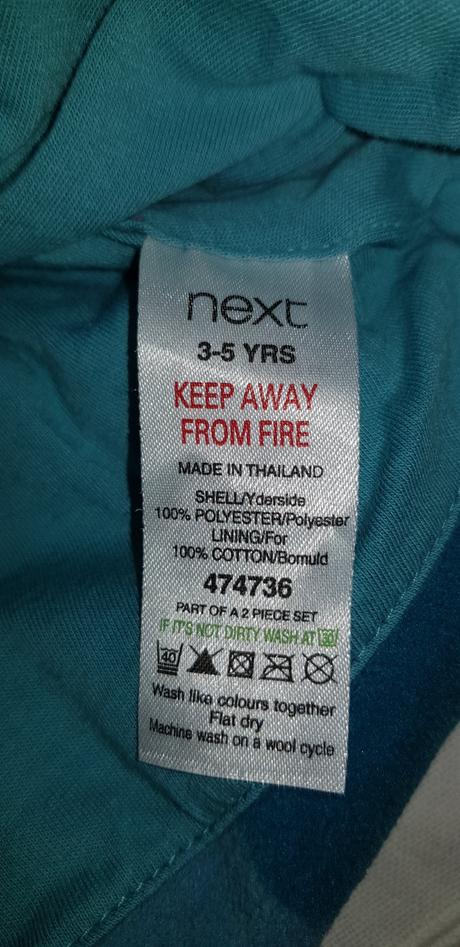 next
3-5 YRS
KEEP AWAY
FROM FIRE
MADE IN THAILAND
SHELL/Yderside
100% POLYESTER/Polyester
LINING/For
100% COTTON/Bomuld
474736
PART OF A 2 PIECE SET
IF IT'S NOT DIRTY WASH AT 30
40
Wash like colours together
Flat dry
Machine wash on a wool cycle